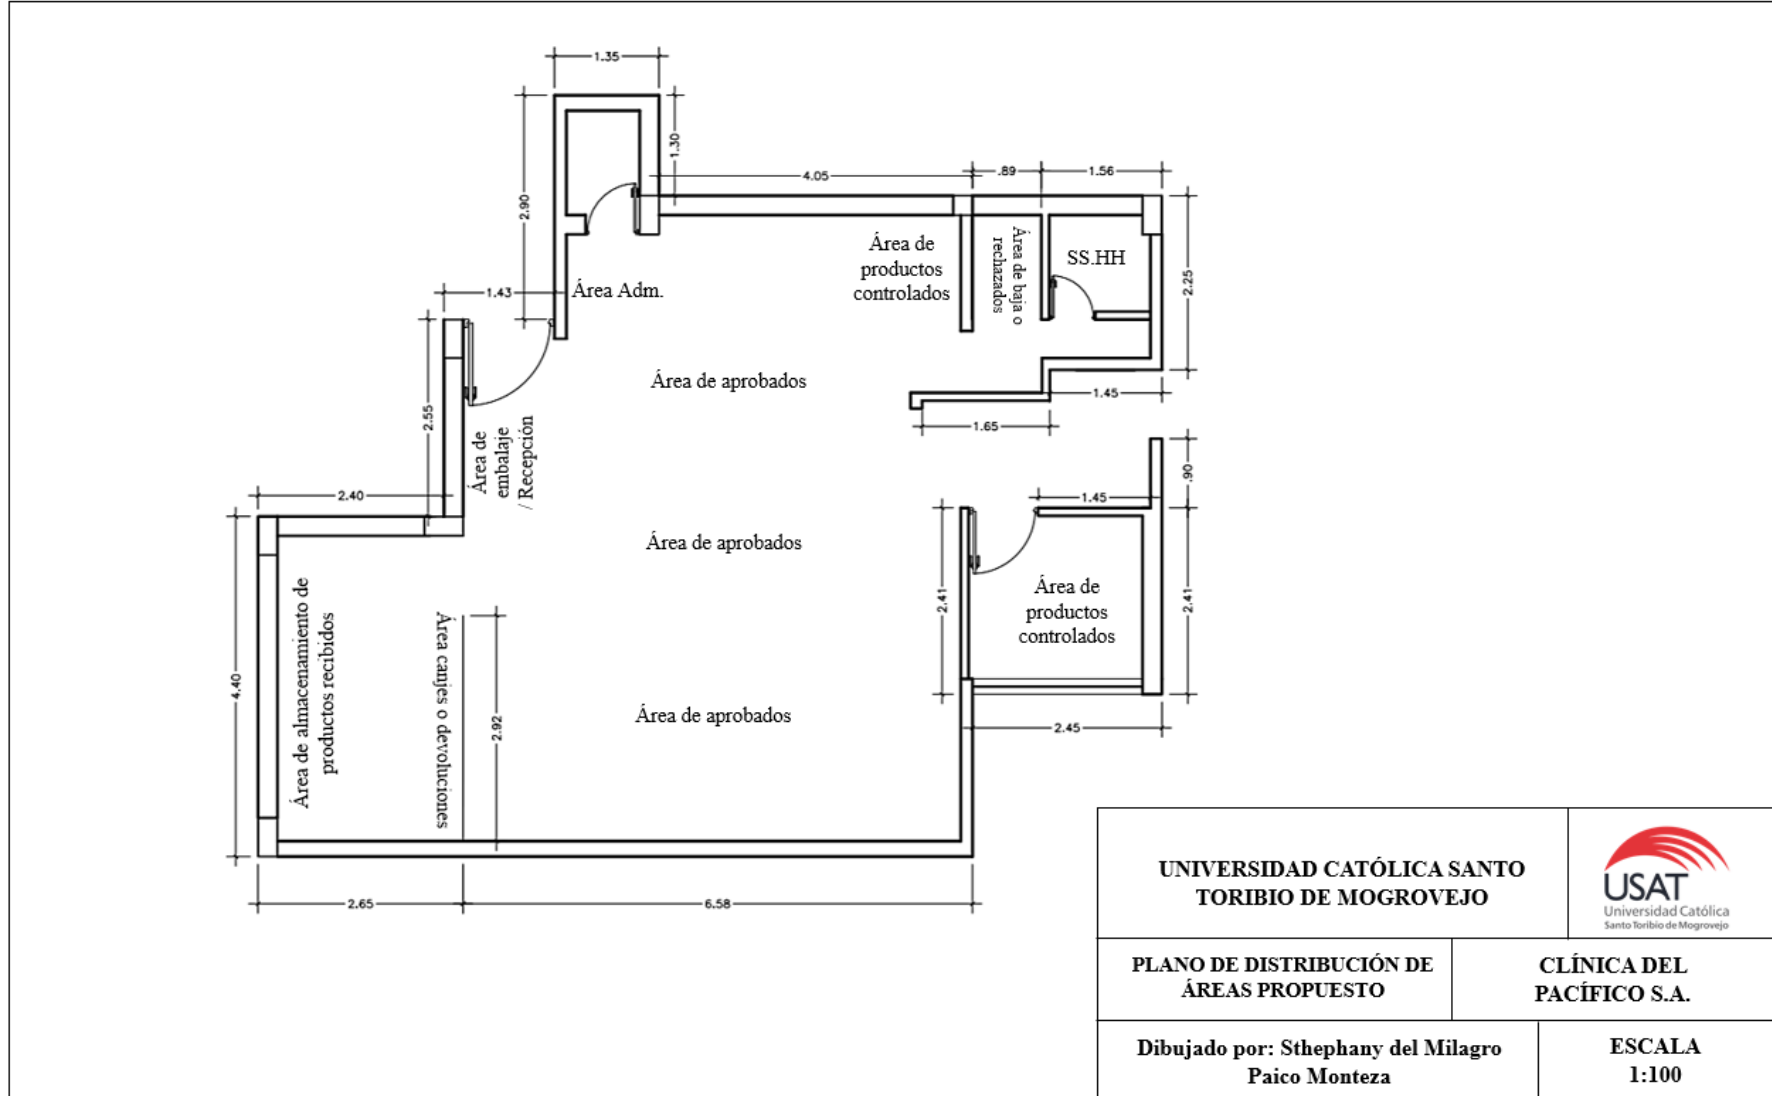 1.35
1.30
2.90
4.05
.89
1.56
Área de
productos
controlados
Área de baja o
rechazados
SS.HH
2.25
1.43
Área Adm.
Área de aprobados
1.45
2.55
1.65
Área de
embalaje
/ Recepción
.90
2.40
1.45
Área de aprobados
Área de almacenamiento de
productos recibidos
Área canjes o devoluciones
2.41
Área de
productos
controlados
2.41
4.40
2.92
Área de aprobados
2.45
2.65
6.58
UNIVERSIDAD CATÓLICA SANTO
TORIBIO DE MOGROVEJO
USAT
Universidad Católica
Santo Toribio de Mogrovejo
PLANO DE DISTRIBUCIÓN DE
ÁREAS PROPUESTO
CLÍNICA DEL
PACÍFICO S.A.
Dibujado por: Sthephany del Milagro
Paico Monteza
ESCALA
1:100